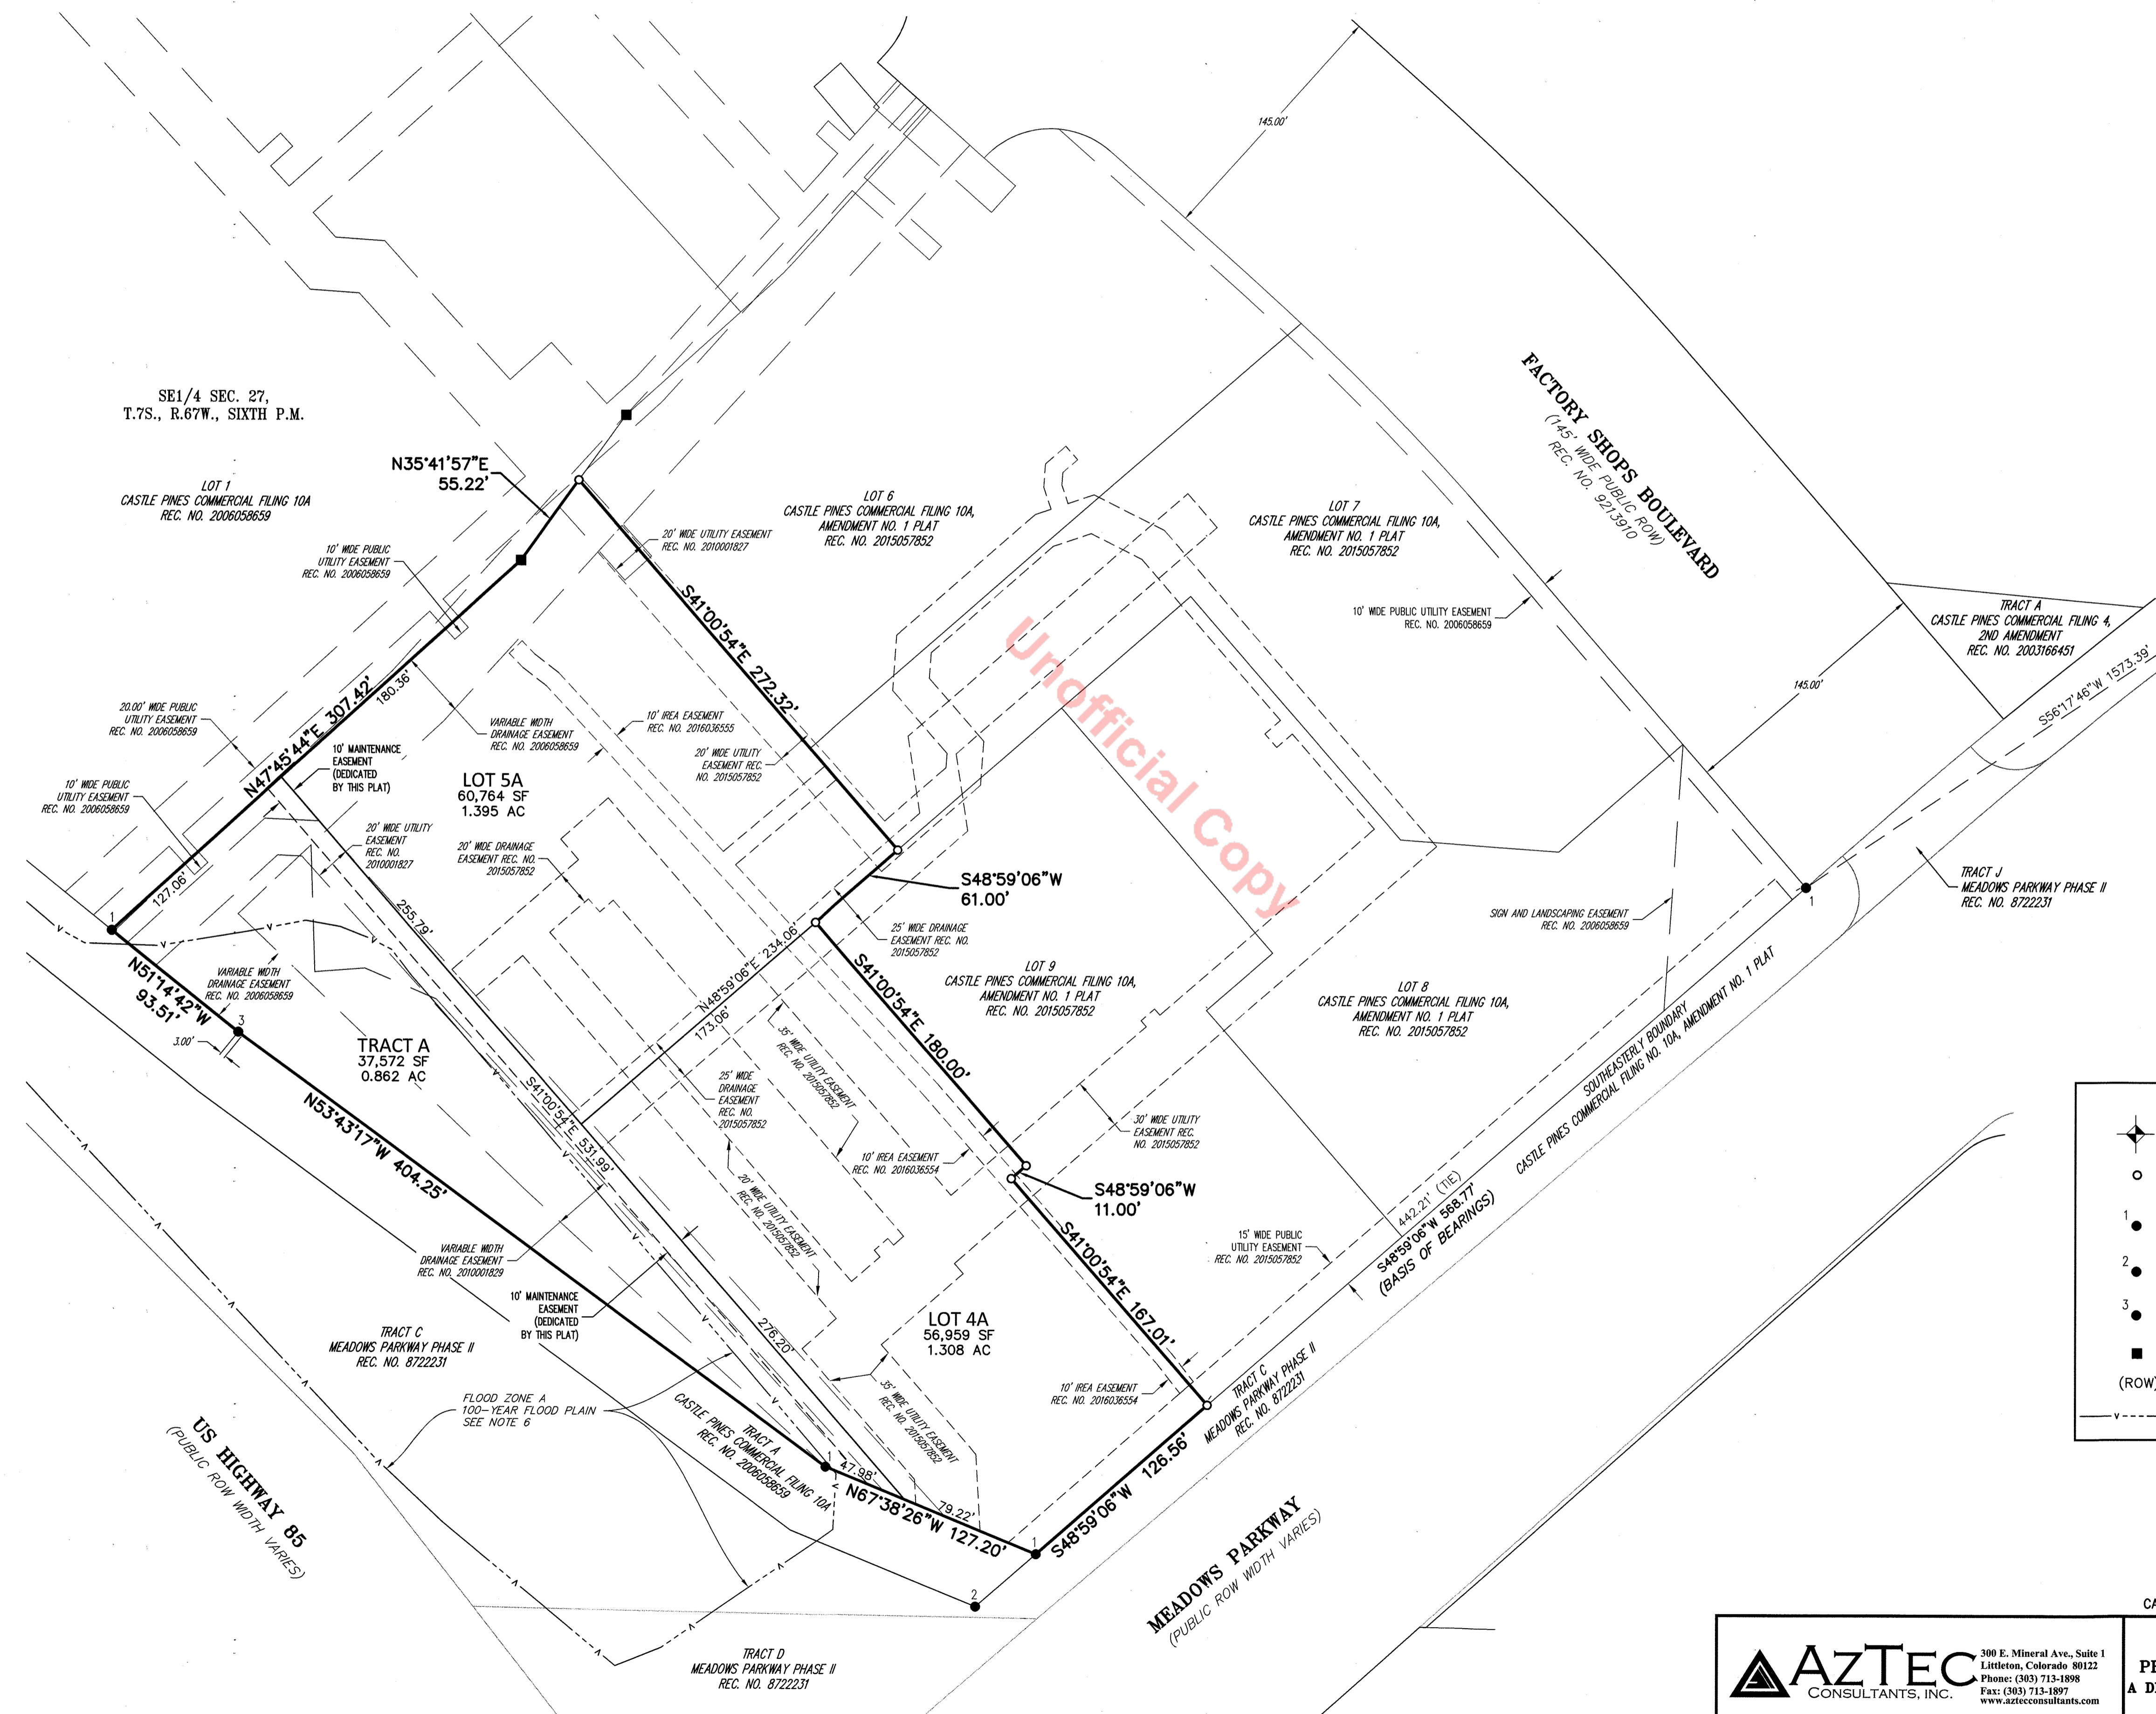 145.00'
FACTORY SHOPS BOULEVARD
(145' WIDE PUBLIC ROW)
REC. NO. 9213910
SE1/4 SEC. 27,
T.7S., R.67W., SIXTH P.M.
N35°41'57"E
55.22'
LOT 1
CASTLE PINES COMMERCIAL FILING 10A
REC. NO. 2006058659
LOT 6
CASTLE PINES COMMERCIAL FILING 10A,
AMENDMENT NO. 1 PLAT
REC. NO. 2015057852
LOT 7
CASTLE PINES COMMERCIAL FILING 10A,
AMENDMENT NO. 1 PLAT
REC. NO. 2015057852
10' WIDE PUBLIC
UTILITY EASEMENT
REC. NO. 2006058659
20' WIDE UTILITY EASEMENT
REC. NO. 2010001827
S41°00'54"E 272.32'
10' WIDE PUBLIC UTILITY EASEMENT
REC. NO. 2006058659
TRACT A
CASTLE PINES COMMERCIAL FILING 4,
2ND AMENDMENT
REC. NO. 2003166451
S56°17'46"W 1573.39'
145.00'
Unofficial Copy
N47°45'44"E 307.42'
180.36'
20.00' WIDE PUBLIC
UTILITY EASEMENT
REC. NO. 2006058659
VARIABLE WIDTH
DRAINAGE EASEMENT
REC. NO. 2006058659
10' IREA EASEMENT
REC. NO. 2016036555
20' WIDE UTILITY
EASEMENT REC.
NO. 2015057852
10' MAINTENANCE
EASEMENT
(DEDICATED
BY THIS PLAT)
LOT 5A
60,764 SF
1.395 AC
10' WIDE PUBLIC
UTILITY EASEMENT
REC. NO. 2006058659
20' WIDE UTILITY
EASEMENT
REC. NO.
2010001827
20' WIDE DRAINAGE
EASEMENT REC. NO.
2015057852
127.06'
1
255.79'
S48°59'06"W
61.00'
25' WIDE DRAINAGE
EASEMENT REC. NO.
2015057852
TRACT J
MEADOWS PARKWAY PHASE II
REC. NO. 8722231
1
SIGN AND LANDSCAPING EASEMENT
REC. NO. 2006058659
N51°14'42"W
93.51'
VARIABLE WIDTH
DRAINAGE EASEMENT
REC. NO. 2006058659
3
3.00'
N48°59'06"E 234.06'
173.06'
LOT 9
CASTLE PINES COMMERCIAL FILING 10A,
AMENDMENT NO. 1 PLAT
REC. NO. 2015057852
LOT 8
CASTLE PINES COMMERCIAL FILING 10A,
AMENDMENT NO. 1 PLAT
REC. NO. 2015057852
S41°00'54"E 180.00'
TRACT A
37,572 SF
0.862 AC
35' WIDE UTILITY EASEMENT
REC. NO. 2015057852
SOUTHEASTERLY BOUNDARY
CASTLE PINES COMMERCIAL FILING NO. 10A, AMENDMENT NO. 1 PLAT
S41°00'54"E 531.99'
25' WIDE
DRAINAGE
EASEMENT
REC. NO.
2015057852
30' WIDE UTILITY
EASEMENT REC.
NO. 2015057852
N53°43'17"W 404.25'
10' IREA EASEMENT
REC. NO. 2016036554
S48°59'06"W
11.00'
20' WIDE UTILITY EASEMENT
REC. NO. 2015057852
442.21' (TIE)
S48°59'06"W 568.77'
(BASIS OF BEARINGS)
VARIABLE WIDTH
DRAINAGE EASEMENT
REC. NO. 2010001829
15' WIDE PUBLIC
UTILITY EASEMENT
REC. NO. 2015057852
S41°00'54"E 167.01'
10' MAINTENANCE
EASEMENT
(DEDICATED
BY THIS PLAT)
276.20'
LOT 4A
56,959 SF
1.308 AC
TRACT C
MEADOWS PARKWAY PHASE II
REC. NO. 8722231
10' IREA EASEMENT
REC. NO. 2016036554
TRACT C
MEADOWS PARKWAY PHASE II
REC. NO. 8722231
FLOOD ZONE A
100-YEAR FLOOD PLAIN
SEE NOTE 6
35' WIDE UTILITY EASEMENT
REC. NO. 2015057852
TRACT A
CASTLE PINES COMMERCIAL FILING 10A
REC. NO. 2006058659
US HIGHWAY 85
(PUBLIC ROW WIDTH VARIES)
1
47.98'
N67°38'26"W 127.20'
79.22'
1
S48°59'06"W 126.56'
MEADOWS PARKWAY
(PUBLIC ROW WIDTH VARIES)
2
TRACT D
MEADOWS PARKWAY PHASE II
REC. NO. 8722231
1
2
3
(ROW)
CA
AZTEC
CONSULTANTS, INC.
300 E. Mineral Ave., Suite 1
Littleton, Colorado 80122
Phone: (303) 713-1898
Fax: (303) 713-1897
www.aztecconsultants.com
A